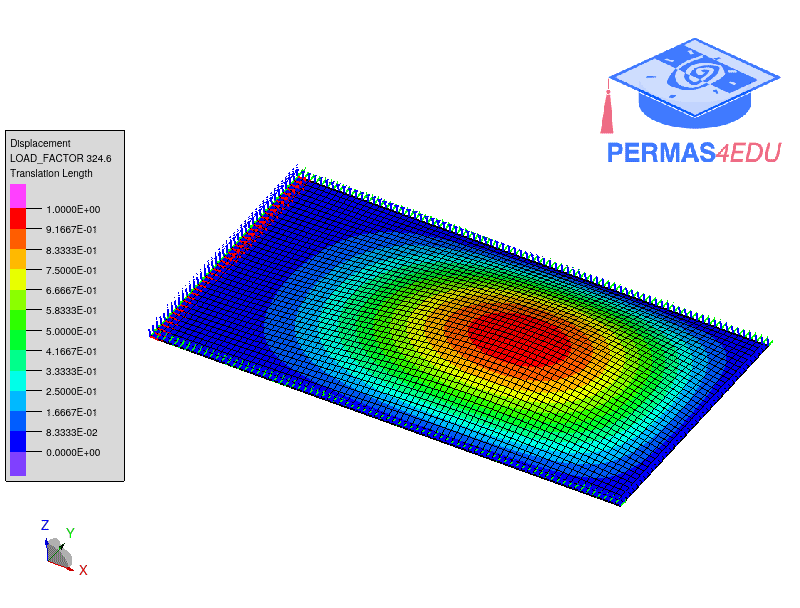 PERMAS4EDU
Displacement
LOAD_FACTOR 324.6
Translation Length
1.0000E+00
9.1667E-01
8.3333E-01
7.5000E-01
6.6667E-01
5.8333E-01
5.0000E-01
4.1667E-01
3.3333E-01
2.5000E-01
1.6667E-01
8.3333E-02
0.0000E+00
Z
Y
X